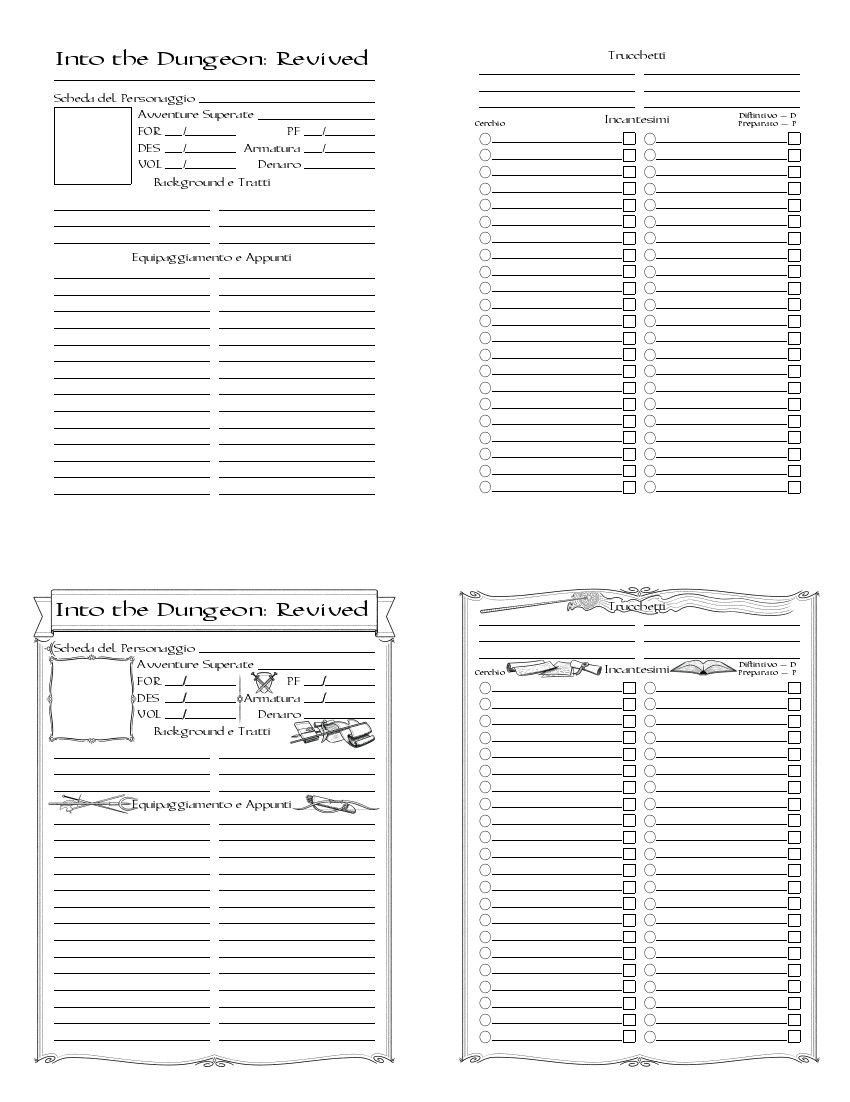 Into the Dungeon: Revived
Scheda del Personaggio
Avventure Superate
FOR / PF /
DES / Armatura /
VOL / Denaro
Background e Tratti
Equipaggiamento e Appunti
Trucchetti
Cerchio Incantesimi Distintivo — D
Preparato — P
Into the Dungeon: Revived
Scheda del Personaggio
Avventure Superate
FOR / PF /
DES / Armatura /
VOL / Denaro
Background e Tratti
Equipaggiamento e Appunti
Trucchetti
Cerchio Incantesimi Distintivo — D
Preparato — P